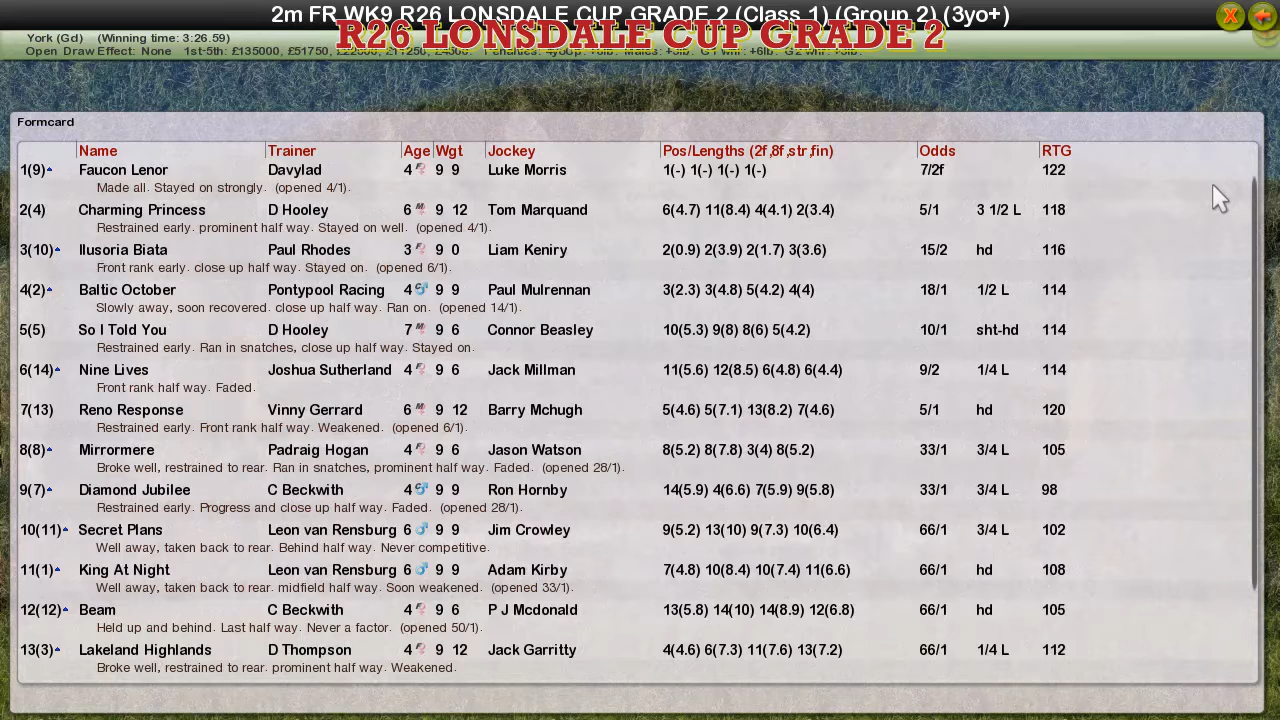 2m FR WK9 R26 LONSDALE CUP GRADE 2 (Class 1) (Group 2) (3yo+)
R26 LONSDALE CUP GRADE 2
York (Gd) (Winning time: 3:26.59)
Open Draw Effect: None 1st-5th: £135000, £51750,
Formcard
Name Trainer Age Wgt Jockey Pos/Lengths (2f,8f,str,fin) Odds RTG
1(9) Faucon Lenor Davylad 4 F 9 9 Luke Morris 1(-) 1(-) 1(-) 1(-) 7/2f 122
Made all. Stayed on strongly. (opened 4/1).
2(4) Charming Princess D Hooley 6 M 9 12 Tom Marquand 6(4.7) 11(8.4) 4(4.1) 2(3.4) 5/1 3 1/2 L 118
Restrained early. prominent half way. Stayed on well. (opened 4/1).
3(10) Ilusoria Biata Paul Rhodes 3 F 9 0 Liam Keniry 2(0.9) 2(3.9) 2(1.7) 3(3.6) 15/2 hd 116
Front rank early. close up half way. Stayed on. (opened 6/1).
4(2) Baltic October Pontypool Racing 4 9 9 Paul Mulrennan 3(2.3) 3(4.8) 5(4.2) 4(4) 18/1 1/2 L 114
Slowly away, soon recovered. close up half way. Ran on. (opened 14/1).
5(5) So I Told You D Hooley 7 M 9 6 Connor Beasley 10(5.3) 9(8) 8(6) 5(4.2) 10/1 sht-hd 114
Restrained early. Ran in snatches, close up half way. Stayed on.
6(14) Nine Lives Joshua Sutherland 4 F 9 6 Jack Millman 11(5.6) 12(8.5) 6(4.8) 6(4.4) 9/2 1/4 L 114
Front rank half way. Faded.
7(13) Reno Response Vinny Gerrard 6 M 9 12 Barry Mchugh 5(4.6) 5(7.1) 13(8.2) 7(4.6) 5/1 hd 120
Restrained early. Front rank half way. Weakened. (opened 6/1).
8(8) Mirrormere Padraig Hogan 4 F 9 6 Jason Watson 8(5.2) 8(7.8) 3(4) 8(5.2) 33/1 3/4 L 105
Broke well, restrained to rear. Ran in snatches, prominent half way. Faded. (opened 28/1).
9(7) Diamond Jubilee C Beckwith 4 9 9 Ron Hornby 14(5.9) 4(6.6) 7(5.9) 9(5.8) 33/1 3/4 L 98
Restrained early. Progress and close up half way. Faded. (opened 28/1).
10(11) Secret Plans Leon van Rensburg 6 9 9 Jim Crowley 9(5.2) 13(10) 9(7.3) 10(6.4) 66/1 3/4 L 102
Well away, taken back to rear. Behind half way. Never competitive.
11(1) King At Night Leon van Rensburg 6 9 9 Adam Kirby 7(4.8) 10(8.4) 10(7.4) 11(6.6) 66/1 hd 108
Well away, taken back to rear. midfield half way. Soon weakened. (opened 33/1).
12(12) Beam C Beckwith 4 F 9 6 P J Mcdonald 13(5.8) 14(10) 14(8.9) 12(6.8) 66/1 hd 105
Held up and behind. Last half way. Never a factor. (opened 50/1).
13(3) Lakeland Highlands D Thompson 4 F 9 12 Jack Garritty 4(4.6) 6(7.3) 11(7.6) 13(7.2) 66/1 1/4 L 112
Broke well, restrained to rear. prominent half way. Weakened.